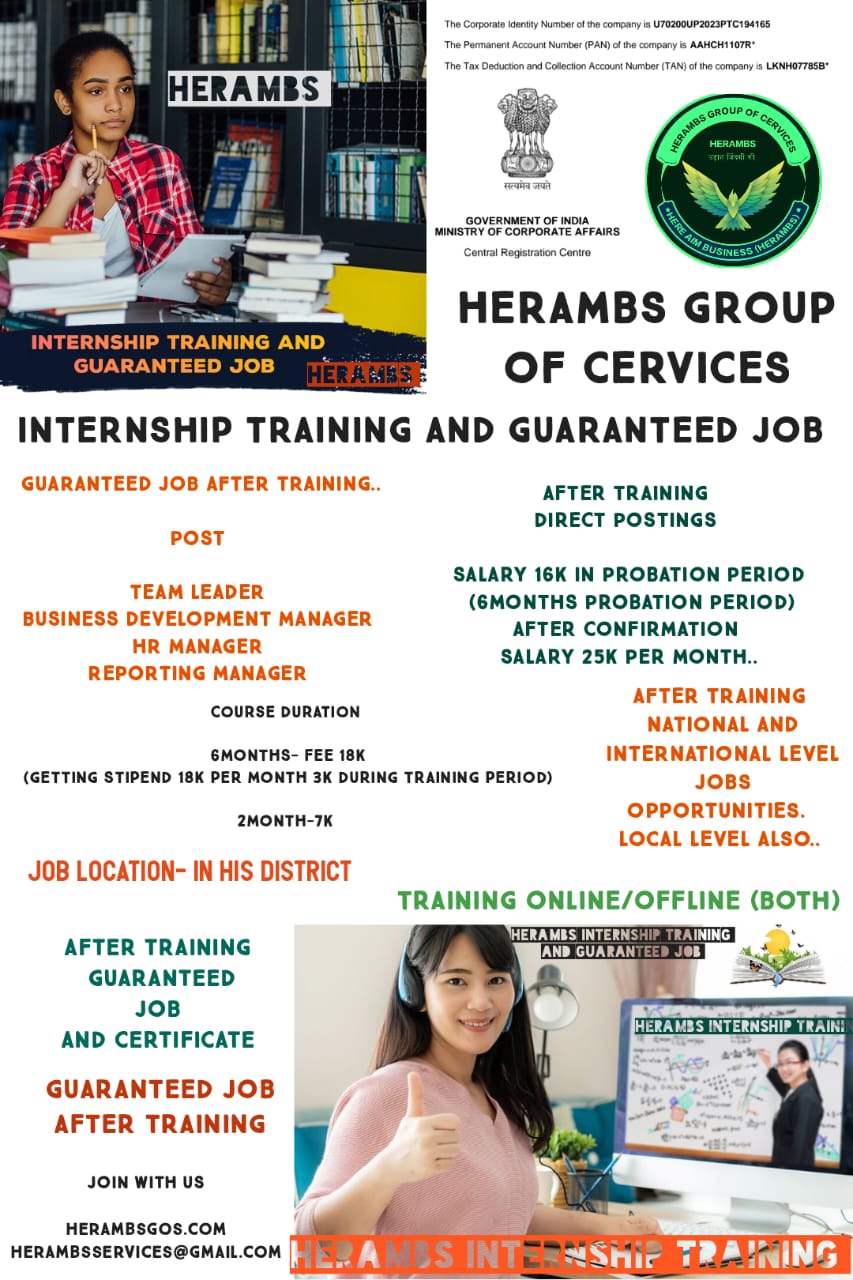 HERAMBS
INTERNSHIP TRAINING AND
GUARANTEED JOB
HERAMBS
The Corporate Identity Number of the company is U70200UP2023PTC194165
The Permanent Account Number (PAN) of the company is AAHCH1107R*
The Tax Deduction and Collection Account Number (TAN) of the company is LKNH07785B*
सत्यमेव जयते
GOVERNMENT OF INDIA
MINISTRY OF CORPORATE AFFAIRS
Central Registration Centre
HERAMBS GROUP OF CERVICES
HERAMBS
उड़ान जिंदगी की
HERE AIM BUSINESS (HERAMBS)
HERAMBS GROUP
OF CERVICES
INTERNSHIP TRAINING AND GUARANTEED JOB
GUARANTEED JOB AFTER TRAINING..
POST
TEAM LEADER
BUSINESS DEVELOPMENT MANAGER
HR MANAGER
REPORTING MANAGER
AFTER TRAINING
DIRECT POSTINGS
SALARY 16K IN PROBATION PERIOD
(6MONTHS PROBATION PERIOD)
AFTER CONFIRMATION
SALARY 25K PER MONTH..
COURSE DURATION
6MONTHS- FEE 18K
(GETTING STIPEND 18K PER MONTH 3K DURING TRAINING PERIOD)
2MONTH-7K
AFTER TRAINING
NATIONAL AND
INTERNATIONAL LEVEL
JOBS
OPPORTUNITIES.
LOCAL LEVEL ALSO..
JOB LOCATION- IN HIS DISTRICT
TRAINING ONLINE/OFFLINE (BOTH)
AFTER TRAINING
GUARANTEED
JOB
AND CERTIFICATE
GUARANTEED JOB
AFTER TRAINING
JOIN WITH US
HERAMBSGOS.COM
HERAMBSSERVICES@GMAIL.COM
HERAMBS INTERNSHIP TRAINING
AND GUARANTEED JOB
HERAMBS INTERNSHIP TRAININ
HERAMBS INTERNSHIP TRAINING